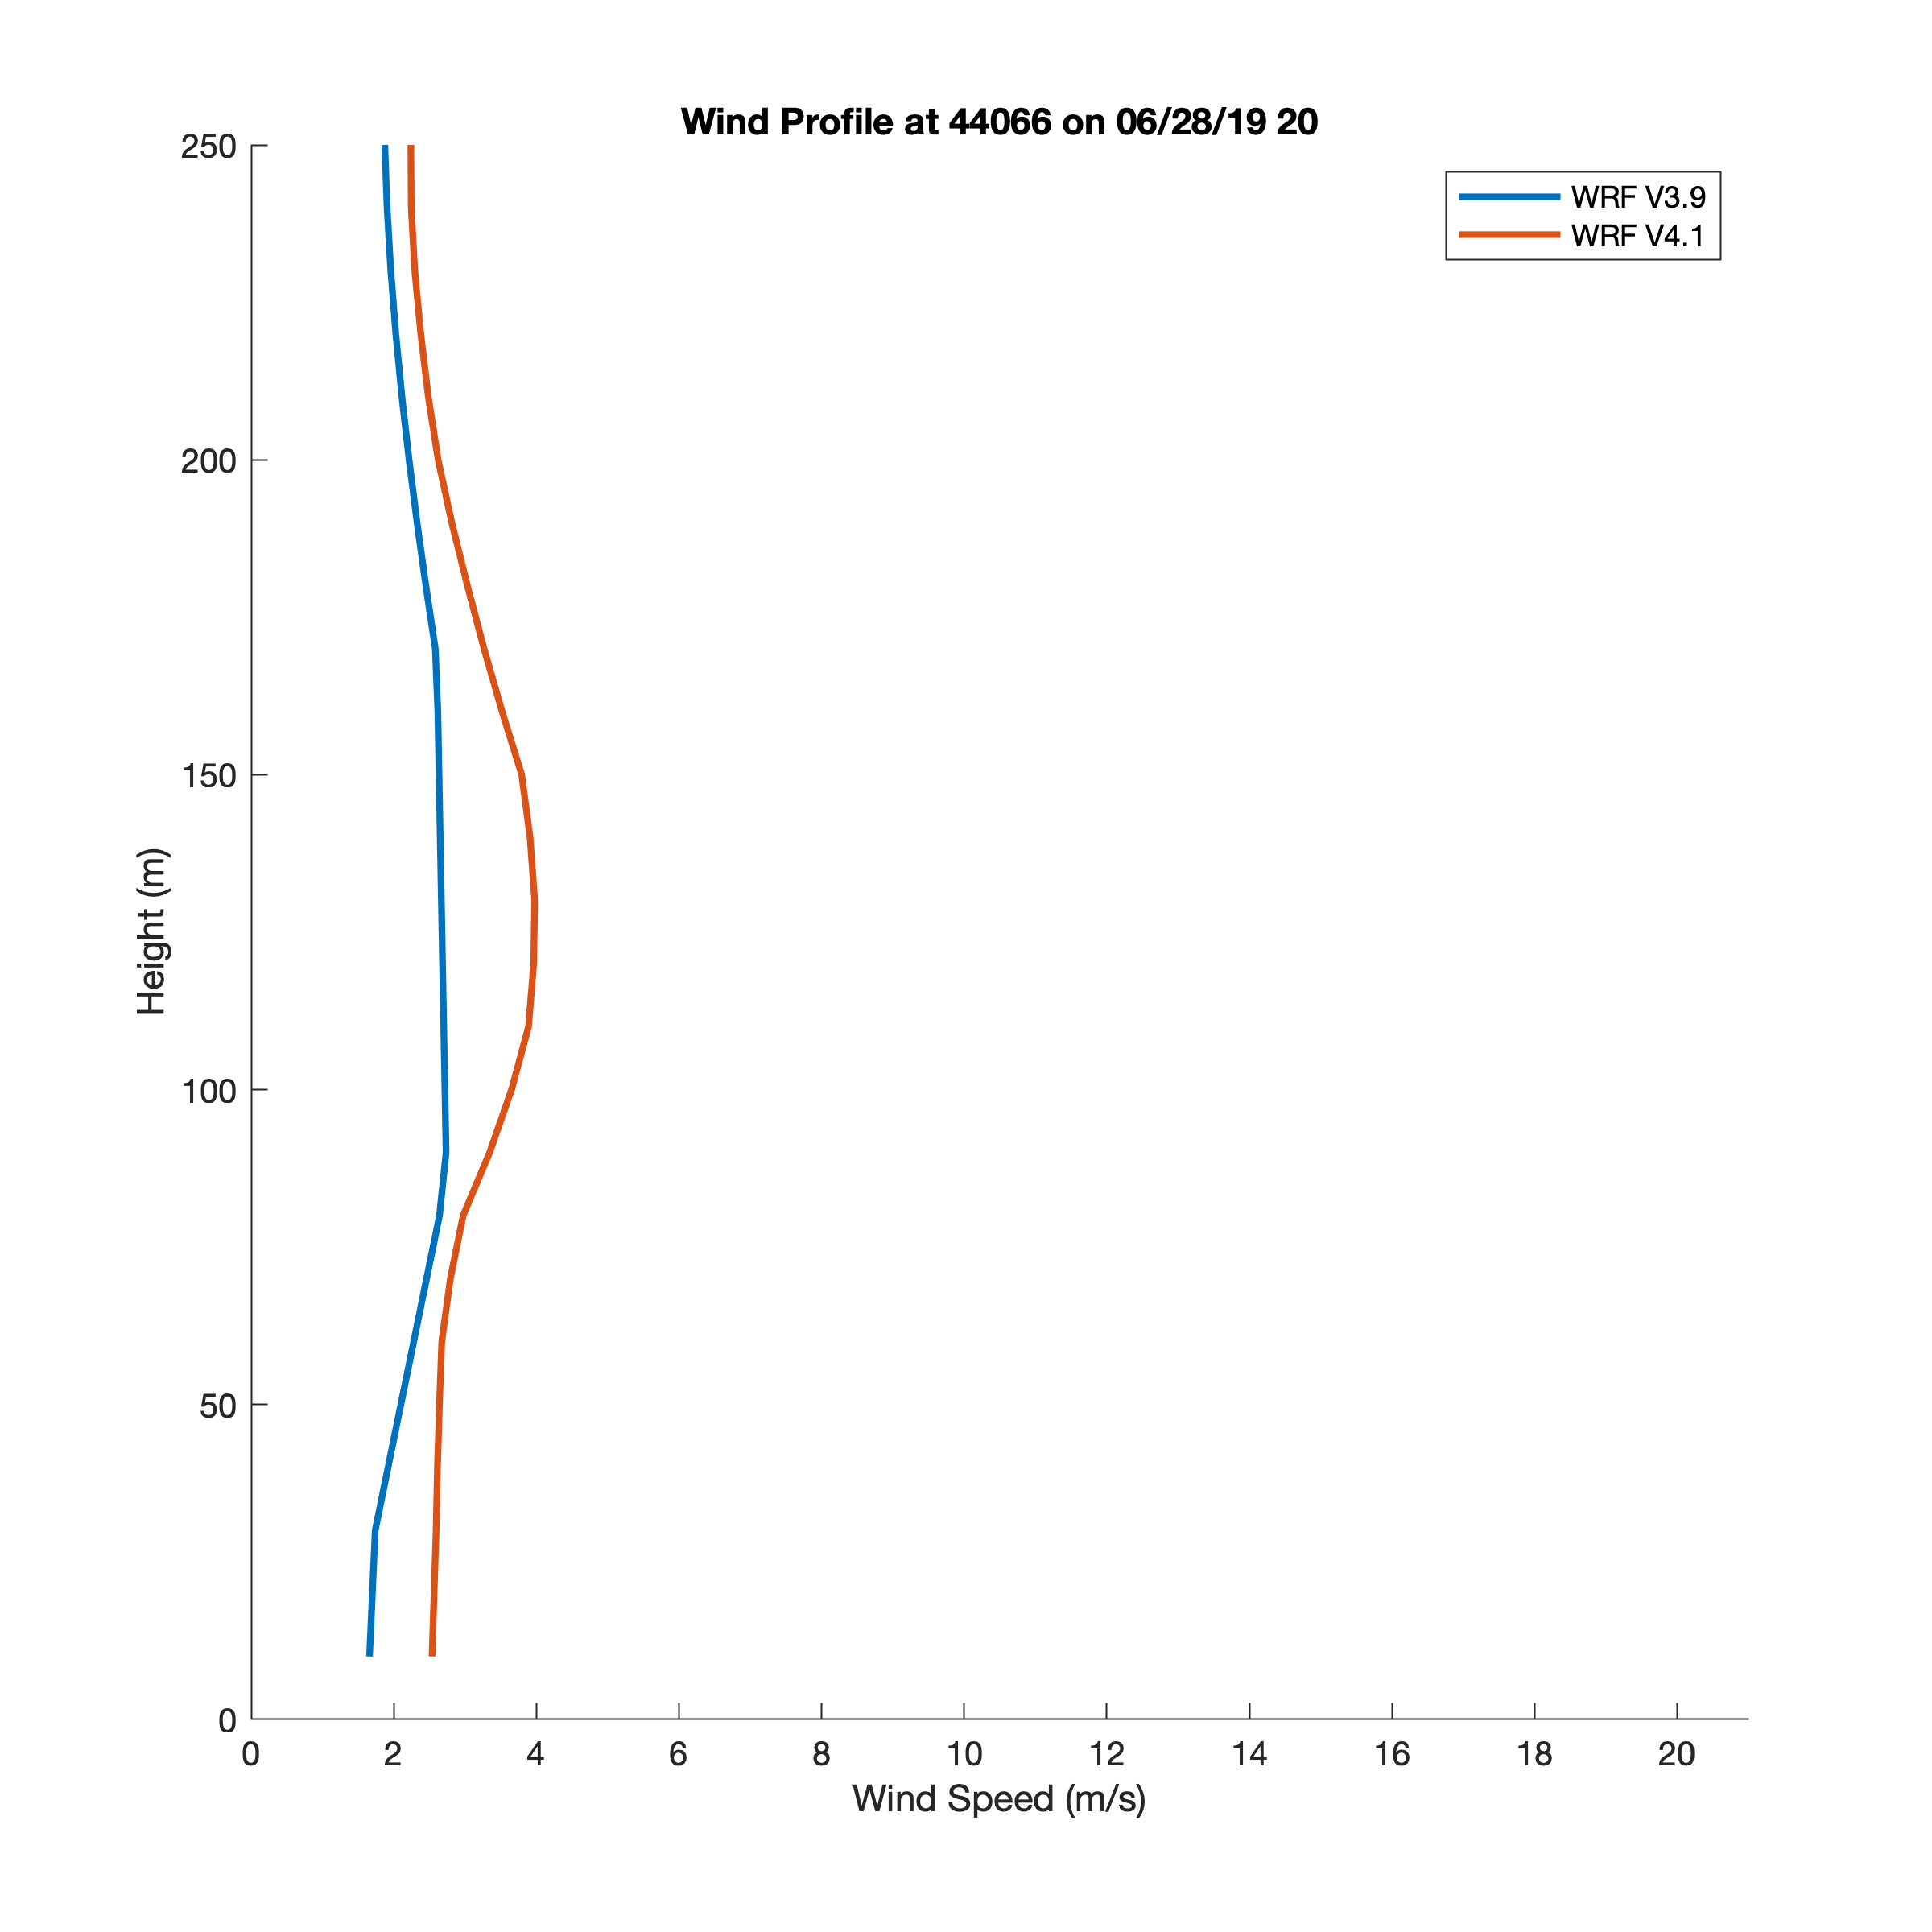 Wind Profile at 44066 on 06/28/19 20
WRF V3.9
WRF V4.1
250
200
150
100
50
0
Height (m)
0 2 4 6 8 10 12 14 16 18 20
Wind Speed (m/s)